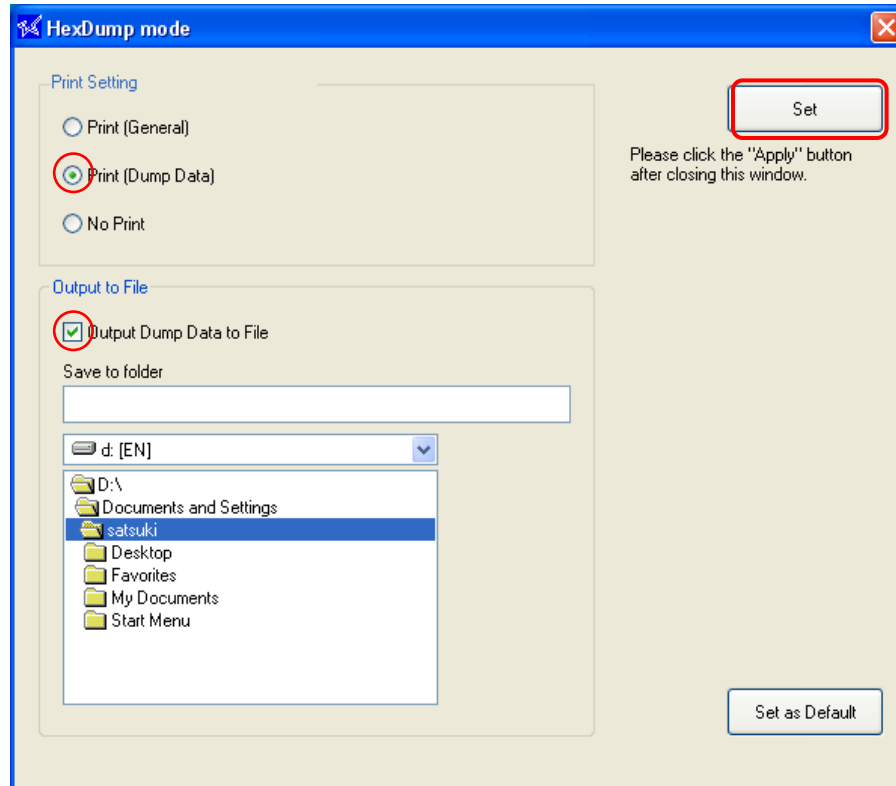 HexDump mode
Print Setting
Print (General)
Print (Dump Data)
No Print
Set
Please click the "Apply" button
after closing this window.
Output to File
Output Dump Data to File
Save to folder
d: [EN]
D:\
Documents and Settings
satsuki
Desktop
Favorites
My Documents
Start Menu
Set as Default